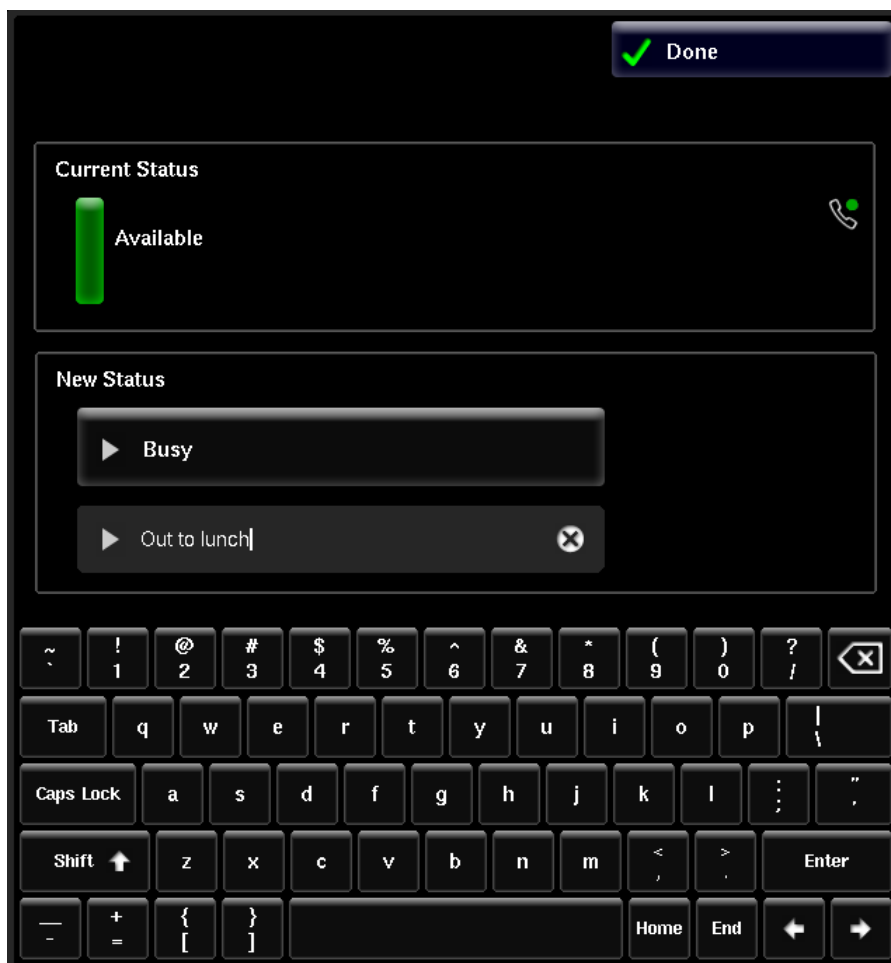 Done
Current Status
Available
New Status
Busy
Out to lunch
~ ! @ # $ % ^ & * ( ) ?
` 1 2 3 4 5 6 7 8 9 0 /
Tab q w e r t y u i o p |
\
Caps Lock a s d f g h j k l : "
; '
Shift z x c v b n m < > Enter
, .
_ + { } Home End
- = [ ]